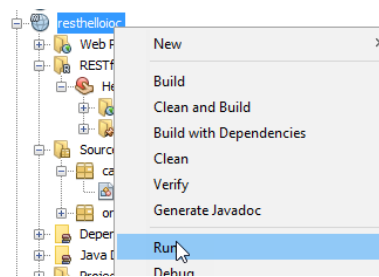 resthelloioc
New
Web P
RESTf
Build
He
Clean and Build
Build with Dependencies
Clean
Source
Verify
ca
Generate Javadoc
or
Depen
Run
Java D
Debug
Projec